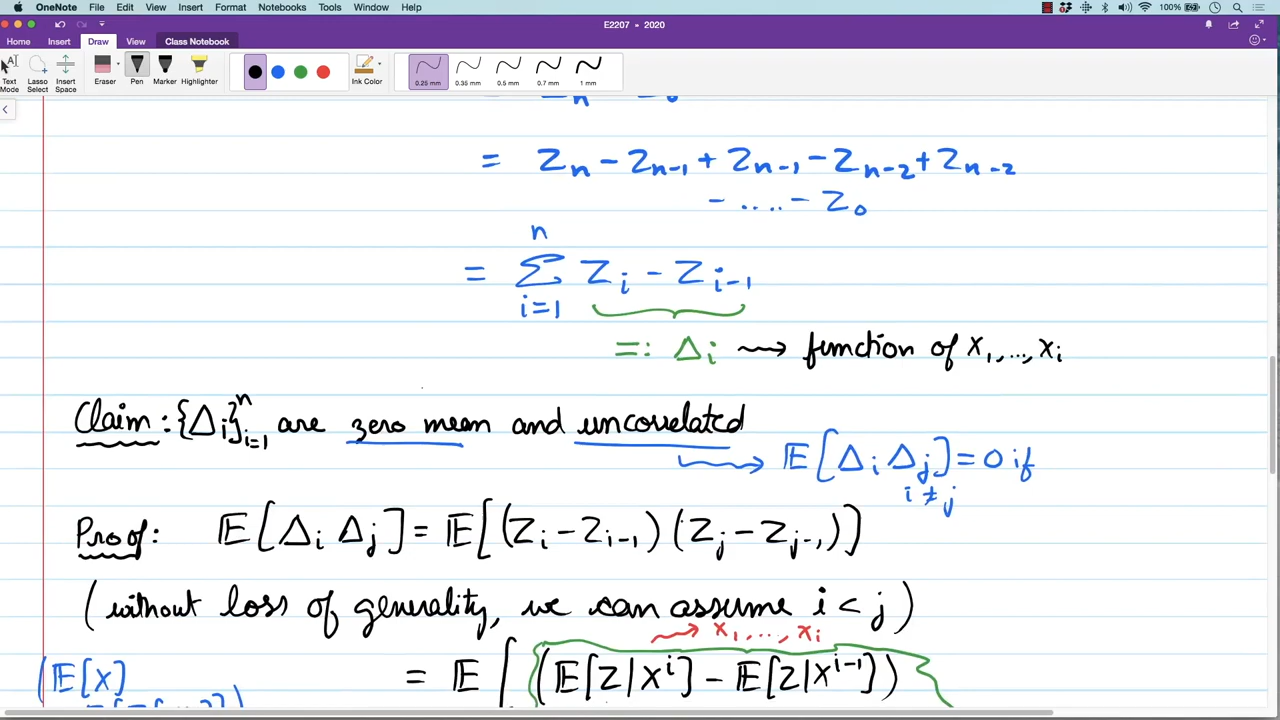 OneNote File Edit View Insert Format Notebooks Tools Window Help 100%
E2207 - 2020
Home Insert Draw View Class Notebook
Text Mode Lasso Select Insert Space Eraser Pen Marker Highlighter Ink Color 0.25 mm 0.35 mm 0.5 mm 0.7 mm 1 mm
= Z_n - Z_{n-1} + Z_{n-1} - Z_{n-2} + Z_{n-2}
- .... - Z_0
n
= Σ Z_i - Z_{i-1}
i=1
=: Δ_i ⇝ function of X_1, ..., X_i
Claim: {Δ_i}^n_{i=1} are zero mean and uncorrelated
⇝ 𝔼[Δ_i Δ_j] = 0 if
i ≠ j
Proof: 𝔼[Δ_i Δ_j] = 𝔼[(Z_i - Z_{i-1})(Z_j - Z_{j-1})]
(without loss of generality, we can assume i < j)
⇝ X_1, ..., X_i
(𝔼[X] = 𝔼[(𝔼[Z|X^i] - 𝔼[Z|X^{i-1}])